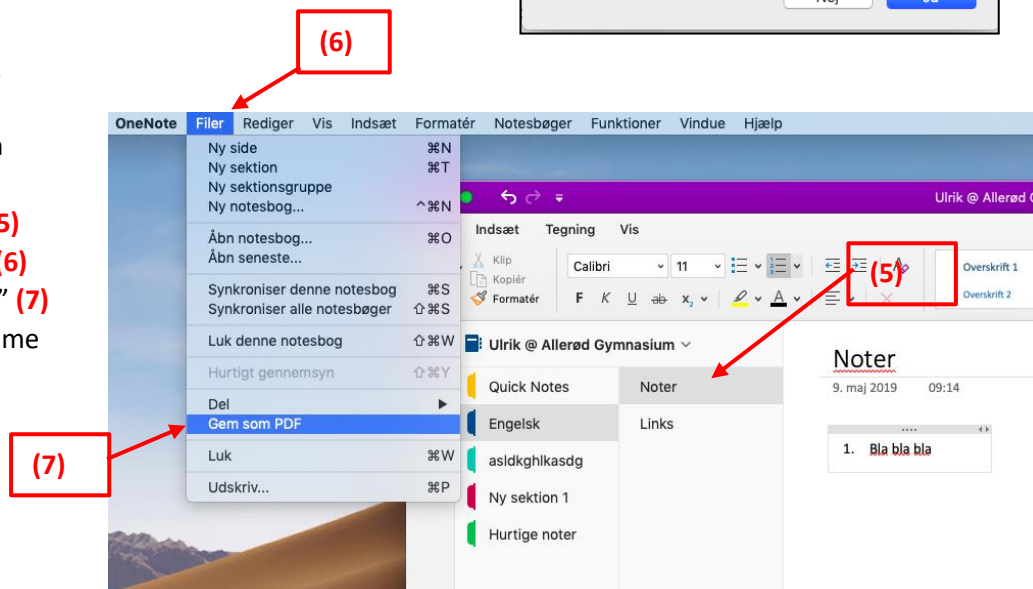 Nej Ja
(6)
OneNote Filer Rediger Vis Indsæt Formatér Notesbøger Funktioner Vindue Hjælp
5)
(6)
” (7)
me
Ny side ⌘N
Ny sektion ⌘T
Ny sektionsgruppe
Ny notesbog... ^⌘N
Åbn notesbog... ⌘O
Åbn seneste...
Synkroniser denne notesbog ⌘S
Synkroniser alle notesbøger ⇧⌘S
Luk denne notesbog ⇧⌘W
Hurtigt gennemsyn ⇧⌘Y
Del ▶
Gem som PDF
Luk ⌘W
Udskriv... ⌘P
(7)
Ulrik @ Allerød
Indsæt Tegning Vis
Klip
Kopiér
Formatér
Calibri 11
F K U ab x₂ A
(5)
Overskrift 1
Overskrift 2
Ulrik @ Allerød Gymnasium
Quick Notes
Engelsk
asldkghlkasdg
Ny sektion 1
Hurtige noter
Noter
Links
Noter
9. maj 2019 09:14
1. Bla bla bla